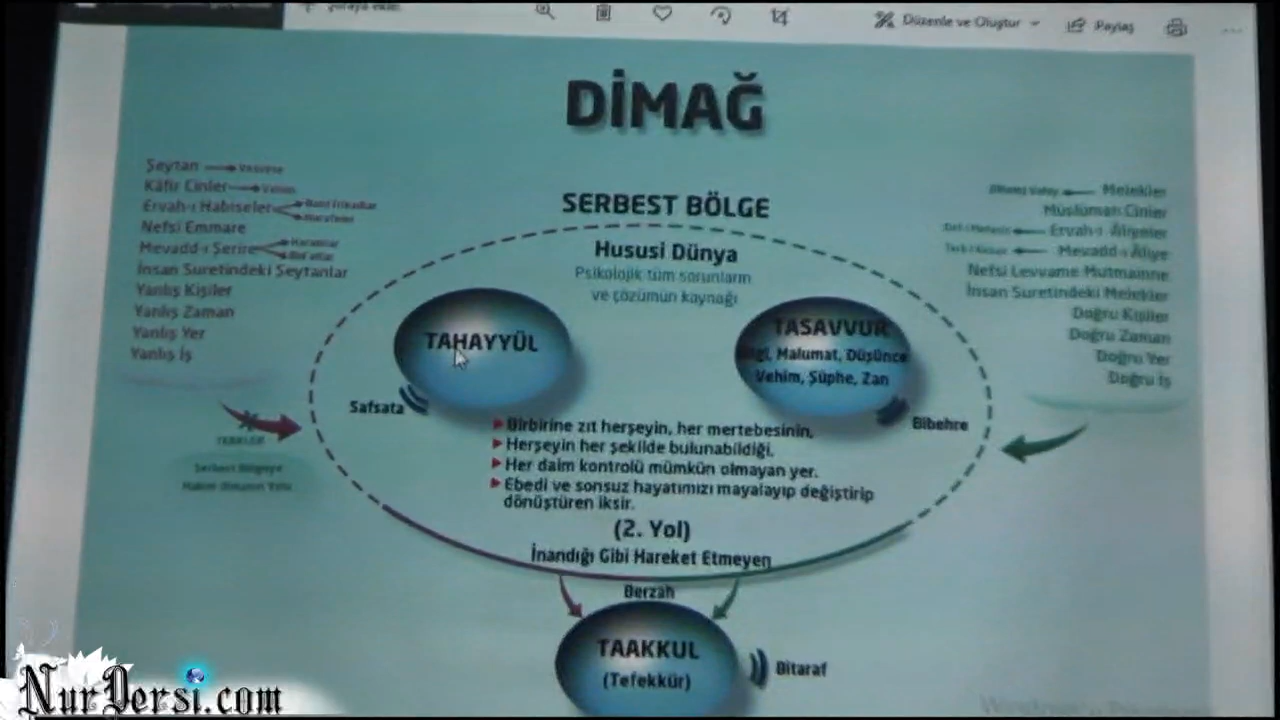 Düzenle ve Oluştur
Paylaş
DİMAĞ
Şeytan
Kâfir Cinler
Ervah-ı Habiseler
Nefsi Emmare
Mevadd-ı Şerire
İnsan Suretindeki Şeytanlar
Yanlış Kişiler
Yanlış Zaman
Yanlış Yer
Yanlış İş
SERBEST BÖLGE
Hususi Dünya
Psikolojik tüm sorunların
ve çözümün kaynağı
Melekler
Müslüman Cinler
Ervah-ı Âliyeler
Mevadd-ı Âliye
Nefsi Levvame Mutmainne
İnsan Suretindeki Melekler
Doğru Kişiler
Doğru Zaman
Doğru Yer
Doğru İş
TAHAYYÜL
Safsata
TASAVVUR
Malumat, Düşünce
Vehim, Şüphe, Zan
Bibehre
Birbirine zıt herşeyin, her mertebesinin,
Herşeyin her şekilde bulunabildiği,
Her daim kontrolü mümkün olmayan yer.
Ebedi ve sonsuz hayatımızı mayalayıp değiştirip
dönüştüren iksir.
(2. Yol)
İnandığı Gibi Hareket Etmeyen
Berzah
TAAKKUL
(Tefekkür)
Bitaraf
NurDersi.com